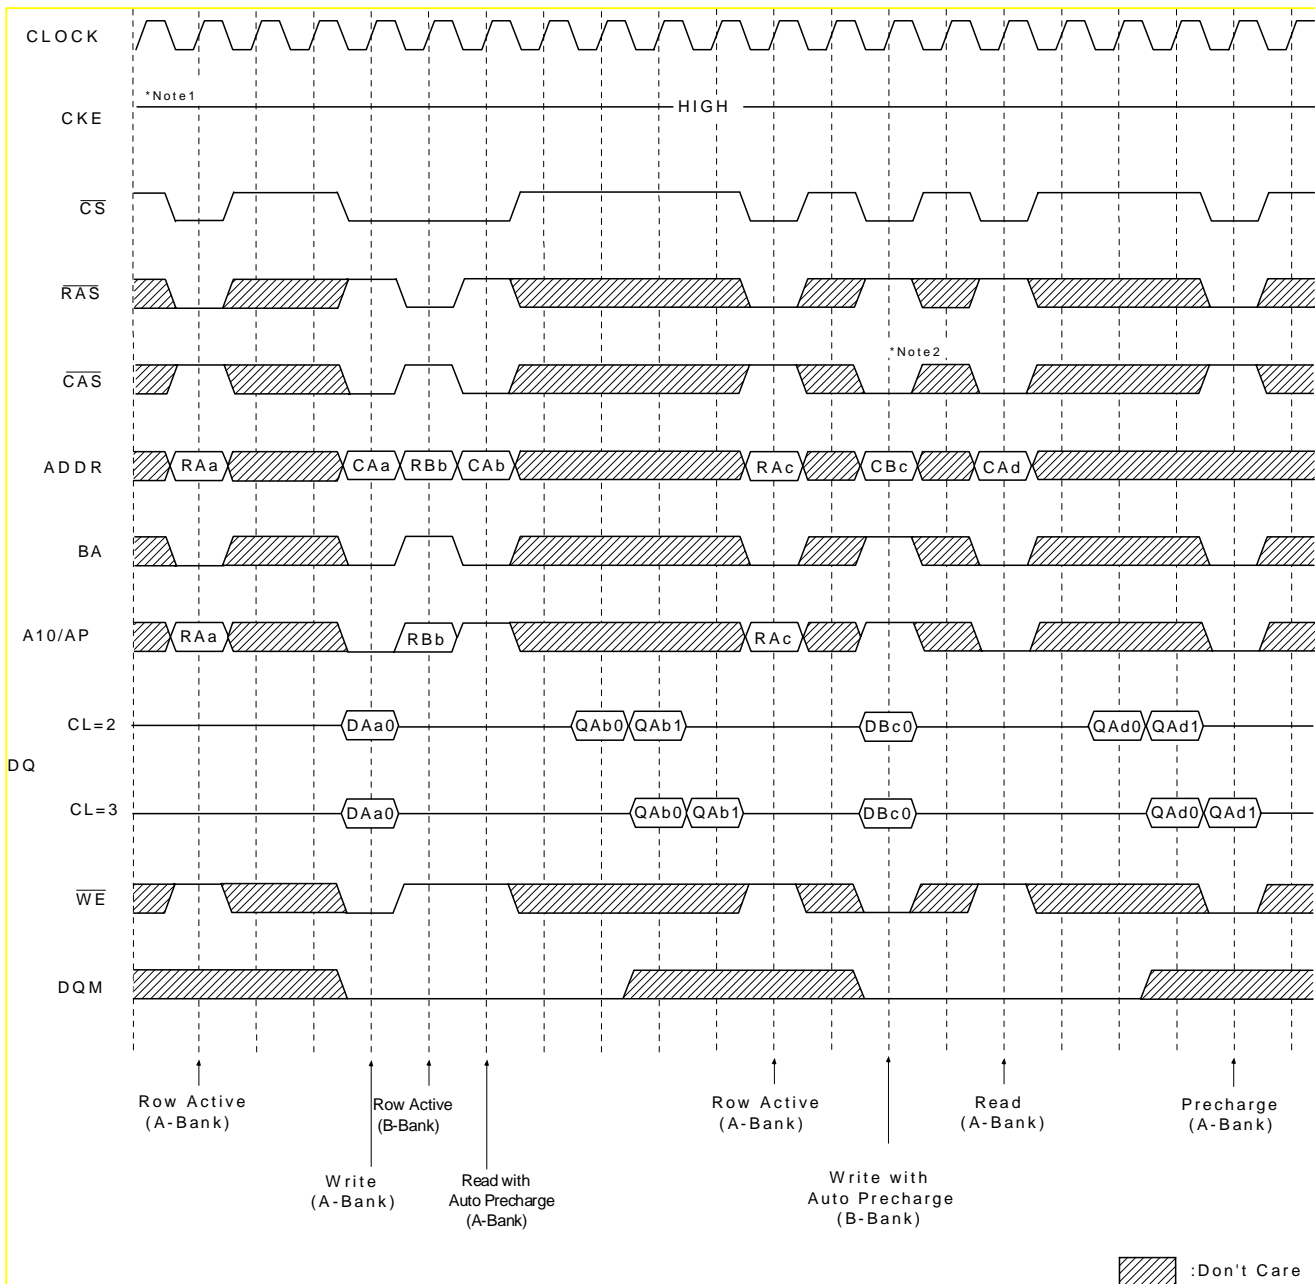 CLOCK
*Note1
CKE
HIGH
CS
RAS
*Note2
CAS
ADDR RAa CAa RBb CAb RAc CBc CAd
BA
A10/AP RAa RBb RAc
CL=2 DAa0 QAb0 QAb1 DBc0 QAd0 QAd1
DQ
CL=3 DAa0 QAb0 QAb1 DBc0 QAd0 QAd1
WE
DQM
Row Active
(A-Bank)
Row Active
(B-Bank)
Row Active
(A-Bank)
Read
(A-Bank)
Precharge
(A-Bank)
Write
(A-Bank)
Read with
Auto Precharge
(A-Bank)
Write with
Auto Precharge
(B-Bank)
:Don't Care